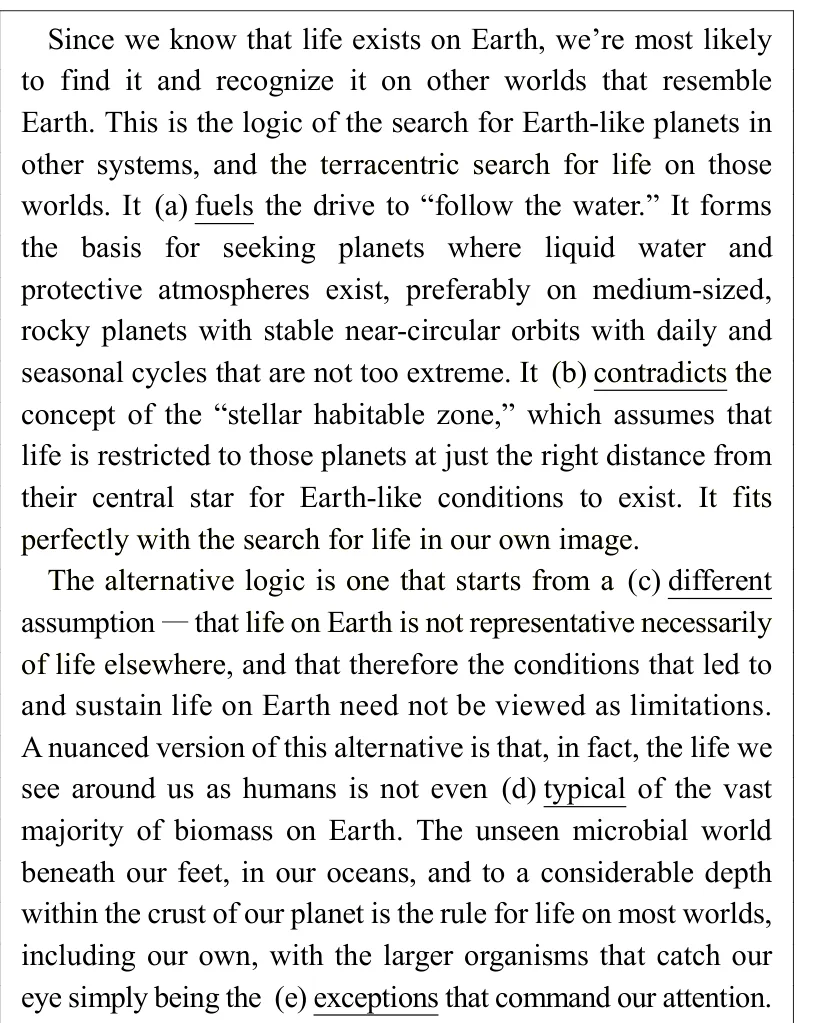 Since we know that life exists on Earth, we’re most likely
to find it and recognize it on other worlds that resemble
Earth. This is the logic of the search for Earth-like planets in
other systems, and the terracentric search for life on those
worlds. It (a) fuels the drive to “follow the water.” It forms
the basis for seeking planets where liquid water and
protective atmospheres exist, preferably on medium-sized,
rocky planets with stable near-circular orbits with daily and
seasonal cycles that are not too extreme. It (b) contradicts the
concept of the “stellar habitable zone,” which assumes that
life is restricted to those planets at just the right distance from
their central star for Earth-like conditions to exist. It fits
perfectly with the search for life in our own image.
The alternative logic is one that starts from a (c) different
assumption — that life on Earth is not representative necessarily
of life elsewhere, and that therefore the conditions that led to
and sustain life on Earth need not be viewed as limitations.
A nuanced version of this alternative is that, in fact, the life we
see around us as humans is not even (d) typical of the vast
majority of biomass on Earth. The unseen microbial world
beneath our feet, in our oceans, and to a considerable depth
within the crust of our planet is the rule for life on most worlds,
including our own, with the larger organisms that catch our
eye simply being the (e) exceptions that command our attention.